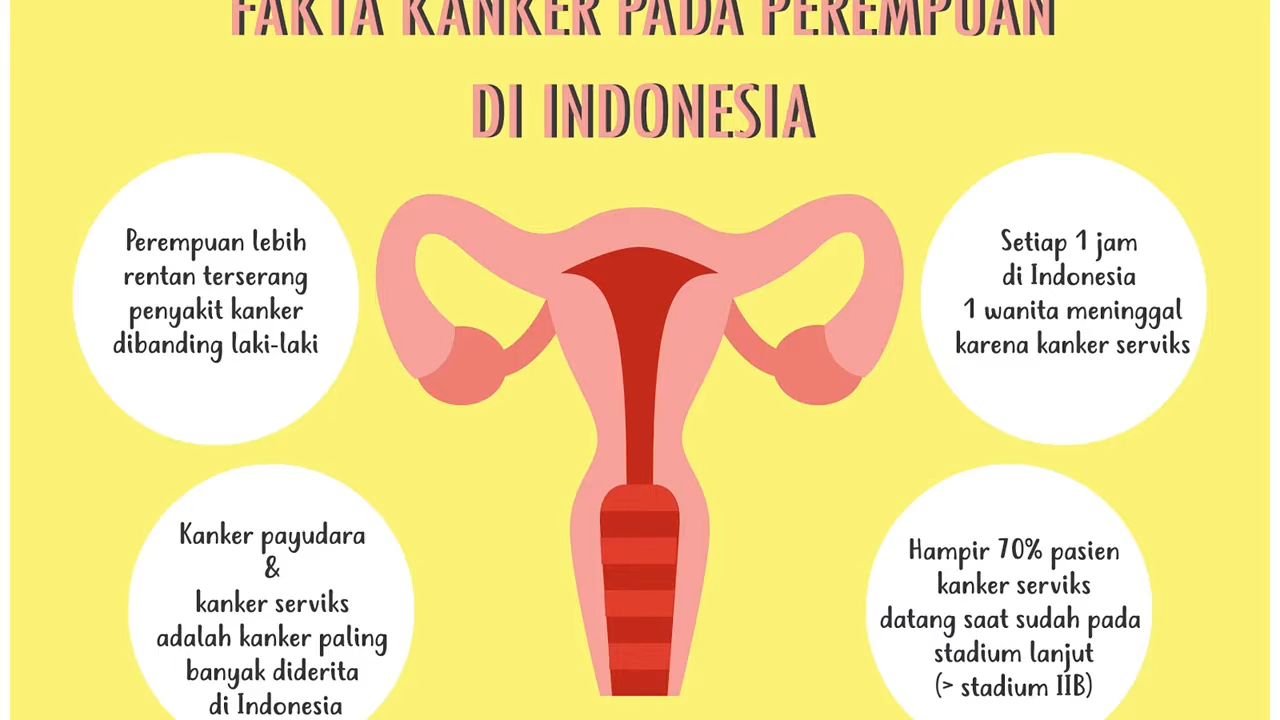 FAKTA KANKER PADA PEREMPUAN
DI INDONESIA
Perempuan lebih
rentan terserang
penyakit kanker
dibanding laki-laki
Setiap 1 jam
di Indonesia
1 wanita meninggal
karena kanker serviks
Kanker payudara
&
kanker serviks
adalah kanker paling
banyak diderita
di Indonesia
Hampir 70% pasien
kanker serviks
datang saat sudah pada
stadium lanjut
(> stadium IIB)